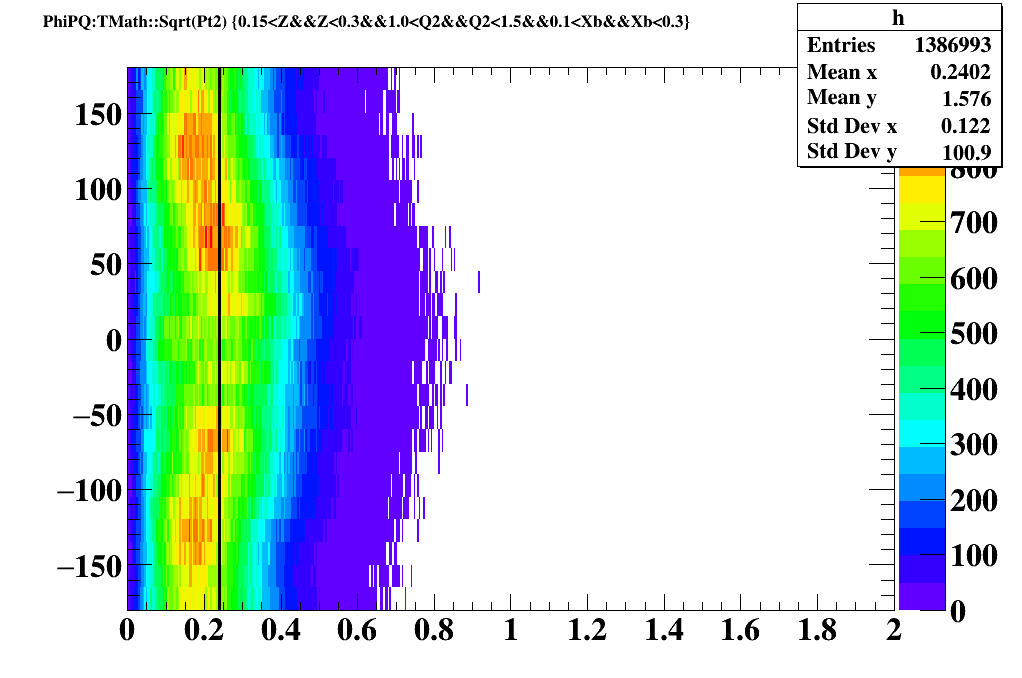 PhiPQ:TMath::Sqrt(Pt2) {0.15<Z&&Z<0.3&&1.0<Q2&&Q2<1.5&&0.1<Xb&&Xb<0.3}
h
Entries 1386993
Mean x 0.2402
Mean y 1.576
Std Dev x 0.122
Std Dev y 100.9
150
100
50
0
−50
−100
−150
0 0.2 0.4 0.6 0.8 1 1.2 1.4 1.6 1.8 2
800
700
600
500
400
300
200
100
0